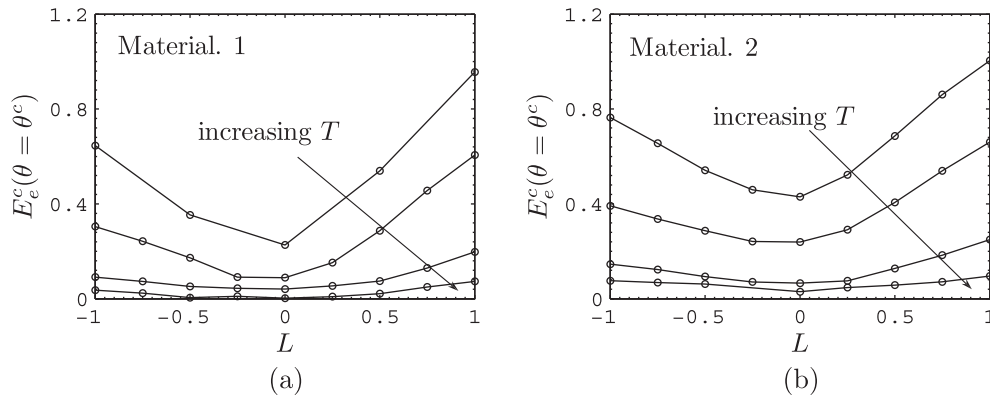 1.2
Material. 1
0.8
increasing T
0.4
0
E_e^c(θ = θ^c)
-1
-0.5
0
0.5
1
L
(a)
1.2
Material. 2
0.8
increasing T
0.4
0
E_e^c(θ = θ^c)
-1
-0.5
0
0.5
1
L
(b)